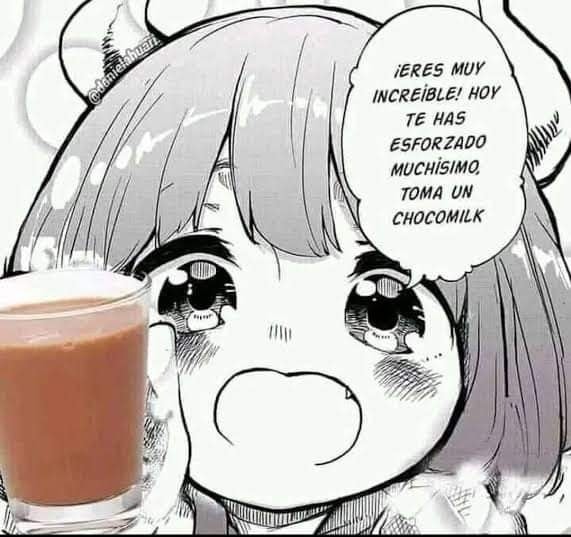 ¡ERES MUY
INCREÍBLE! HOY
TE HAS
ESFORZADO
MUCHÍSIMO,
TOMA UN
CHOCOMILK
@danielahuari